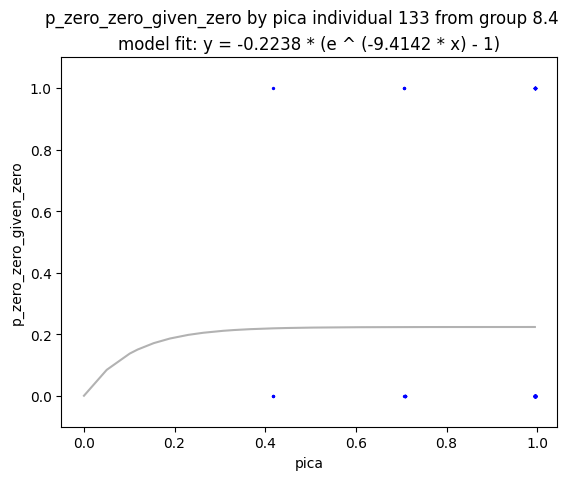 p_zero_zero_given_zero by pica individual 133 from group 8.4
model fit: y = -0.2238 * (e ^ (-9.4142 * x) - 1)
1.0
0.8
0.6
0.4
0.2
0.0
p_zero_zero_given_zero
0.0 0.2 0.4 0.6 0.8 1.0
pica